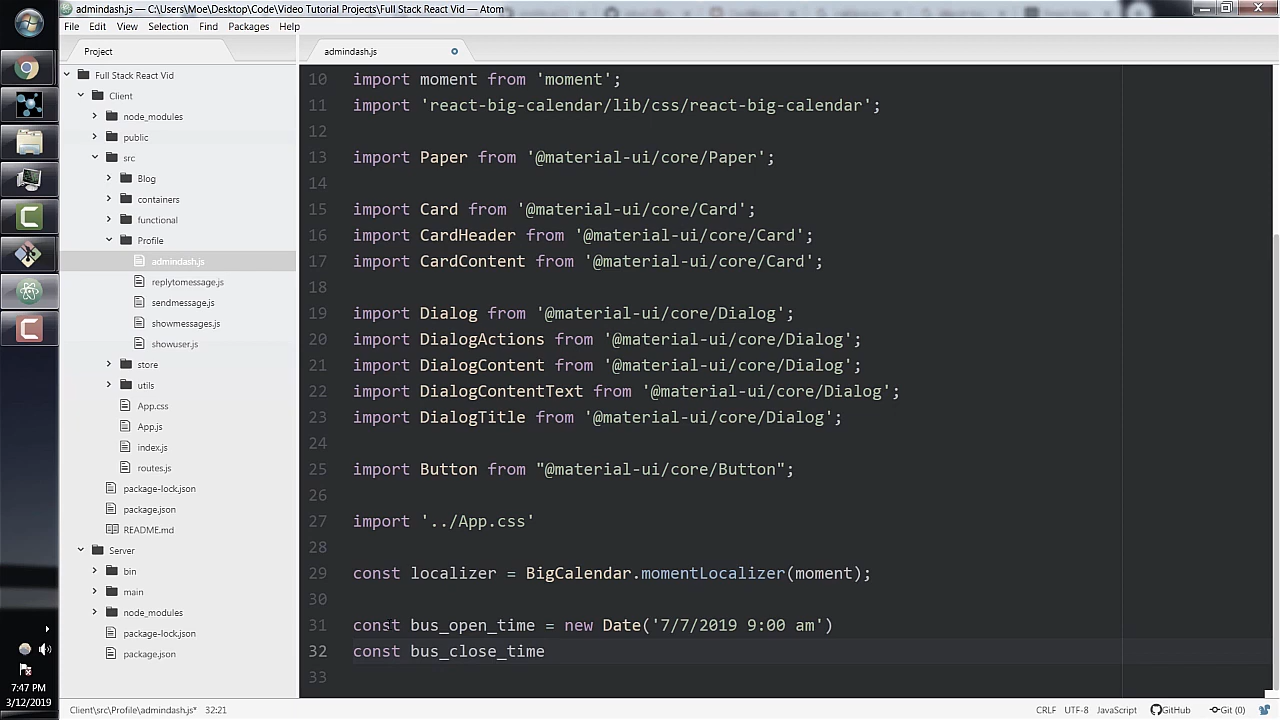 admindash.js — C:\Users\Moe\Desktop\Code\Video Tutorial Projects\Full Stack React Vid — Atom
File Edit View Selection Find Packages Help
Project
admindash.js
Full Stack React Vid
Client
node_modules
public
src
Blog
containers
functional
Profile
admindash.js
replytomessage.js
sendmessage.js
showmessages.js
showuser.js
store
utils
App.css
App.js
index.js
routes.js
package-lock.json
package.json
README.md
Server
bin
main
node_modules
package-lock.json
package.json
10 import moment from 'moment';
11 import 'react-big-calendar/lib/css/react-big-calendar';
12
13 import Paper from '@material-ui/core/Paper';
14
15 import Card from '@material-ui/core/Card';
16 import CardHeader from '@material-ui/core/Card';
17 import CardContent from '@material-ui/core/Card';
18
19 import Dialog from '@material-ui/core/Dialog';
20 import DialogActions from '@material-ui/core/Dialog';
21 import DialogContent from '@material-ui/core/Dialog';
22 import DialogContentText from '@material-ui/core/Dialog';
23 import DialogTitle from '@material-ui/core/Dialog';
24
25 import Button from "@material-ui/core/Button";
26
27 import '../App.css'
28
29 const localizer = BigCalendar.momentLocalizer(moment);
30
31 const bus_open_time = new Date('7/7/2019 9:00 am')
32 const bus_close_time
33
7:47 PM
3/12/2019
Client\src\Profile\admindash.js* 32:21
CRLF UTF-8 JavaScript GitHub Git (0)